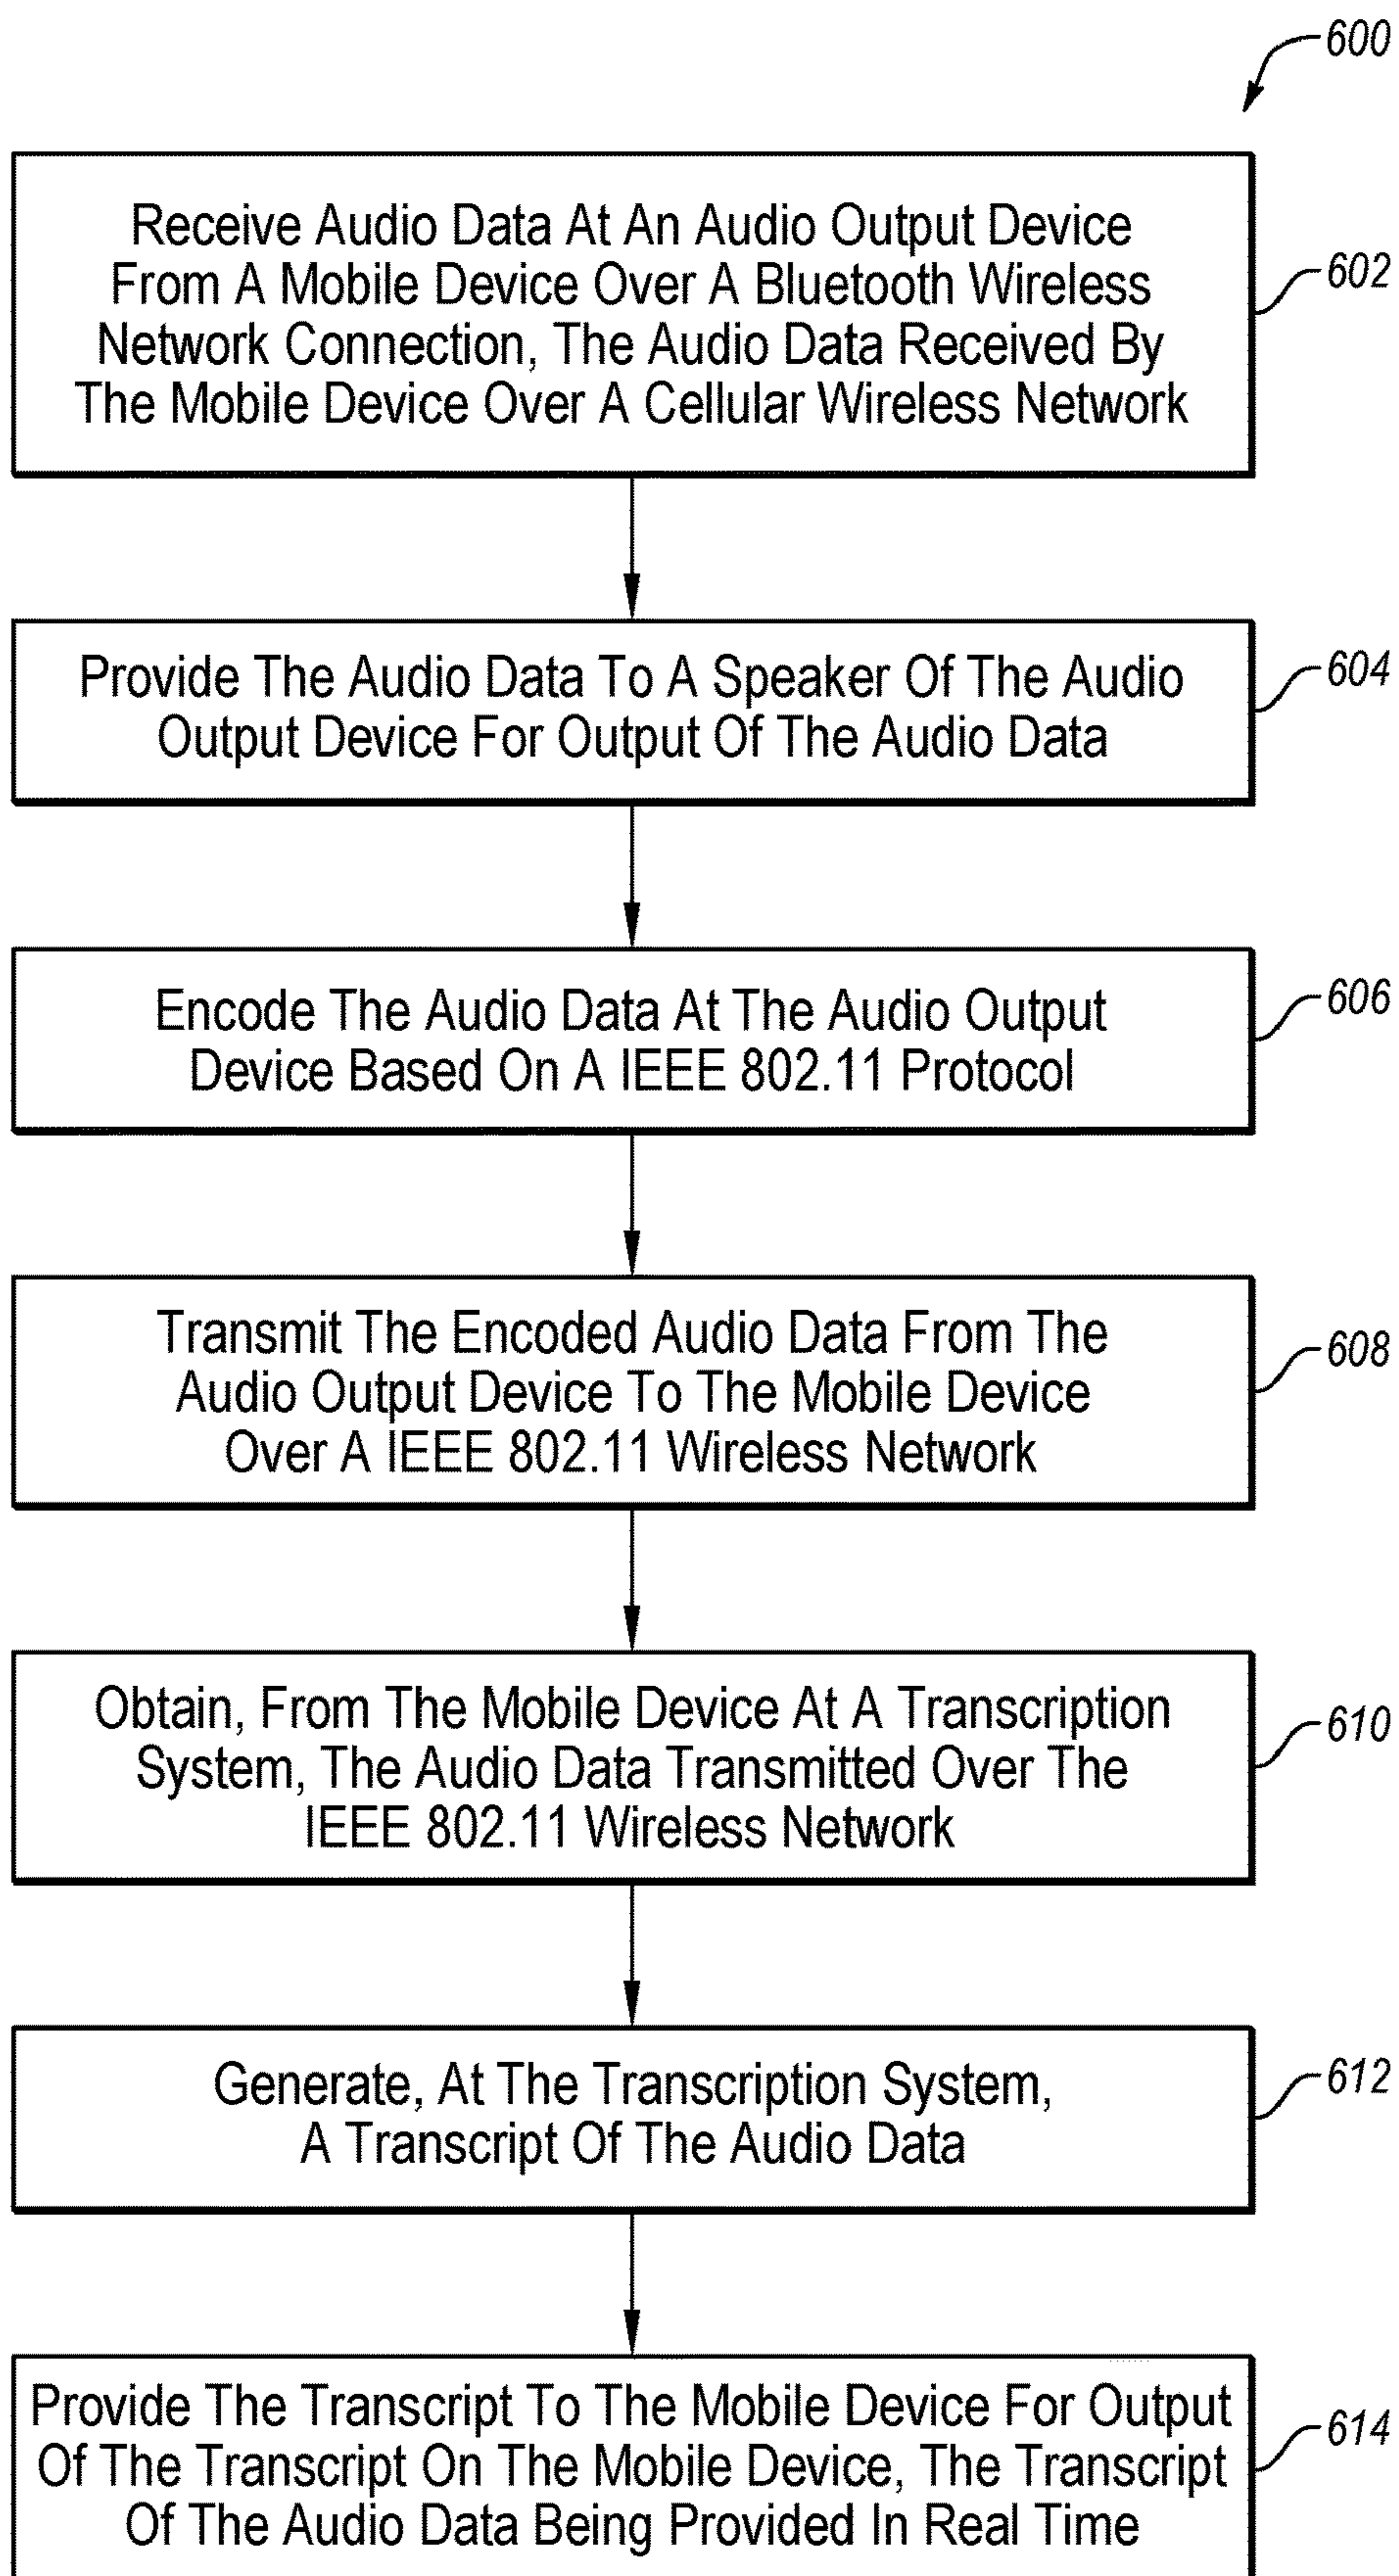 600
Receive Audio Data At An Audio Output Device
From A Mobile Device Over A Bluetooth Wireless
Network Connection, The Audio Data Received By
The Mobile Device Over A Cellular Wireless Network
602
Provide The Audio Data To A Speaker Of The Audio
Output Device For Output Of The Audio Data
604
Encode The Audio Data At The Audio Output
Device Based On A IEEE 802.11 Protocol
606
Transmit The Encoded Audio Data From The
Audio Output Device To The Mobile Device
Over A IEEE 802.11 Wireless Network
608
Obtain, From The Mobile Device At A Transcription
System, The Audio Data Transmitted Over The
IEEE 802.11 Wireless Network
610
Generate, At The Transcription System,
A Transcript Of The Audio Data
612
Provide The Transcript To The Mobile Device For Output
Of The Transcript On The Mobile Device, The Transcript
Of The Audio Data Being Provided In Real Time
614